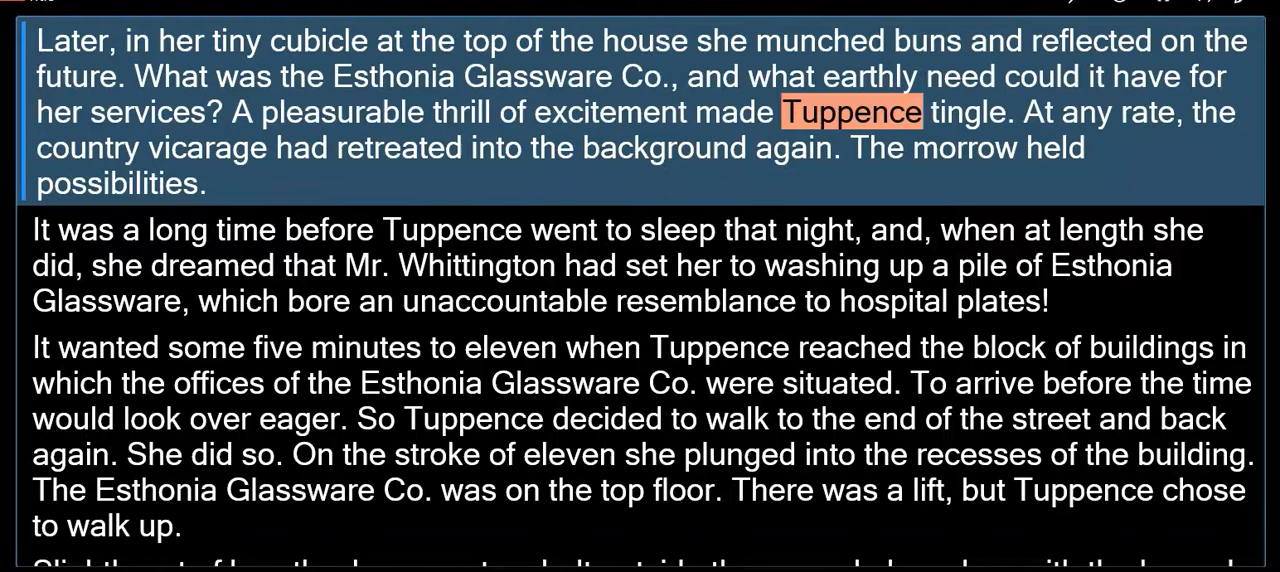 Later, in her tiny cubicle at the top of the house she munched buns and reflected on the
future. What was the Esthonia Glassware Co., and what earthly need could it have for
her services? A pleasurable thrill of excitement made Tuppence tingle. At any rate, the
country vicarage had retreated into the background again. The morrow held
possibilities.
It was a long time before Tuppence went to sleep that night, and, when at length she
did, she dreamed that Mr. Whittington had set her to washing up a pile of Esthonia
Glassware, which bore an unaccountable resemblance to hospital plates!
It wanted some five minutes to eleven when Tuppence reached the block of buildings in
which the offices of the Esthonia Glassware Co. were situated. To arrive before the time
would look over eager. So Tuppence decided to walk to the end of the street and back
again. She did so. On the stroke of eleven she plunged into the recesses of the building.
The Esthonia Glassware Co. was on the top floor. There was a lift, but Tuppence chose
to walk up.